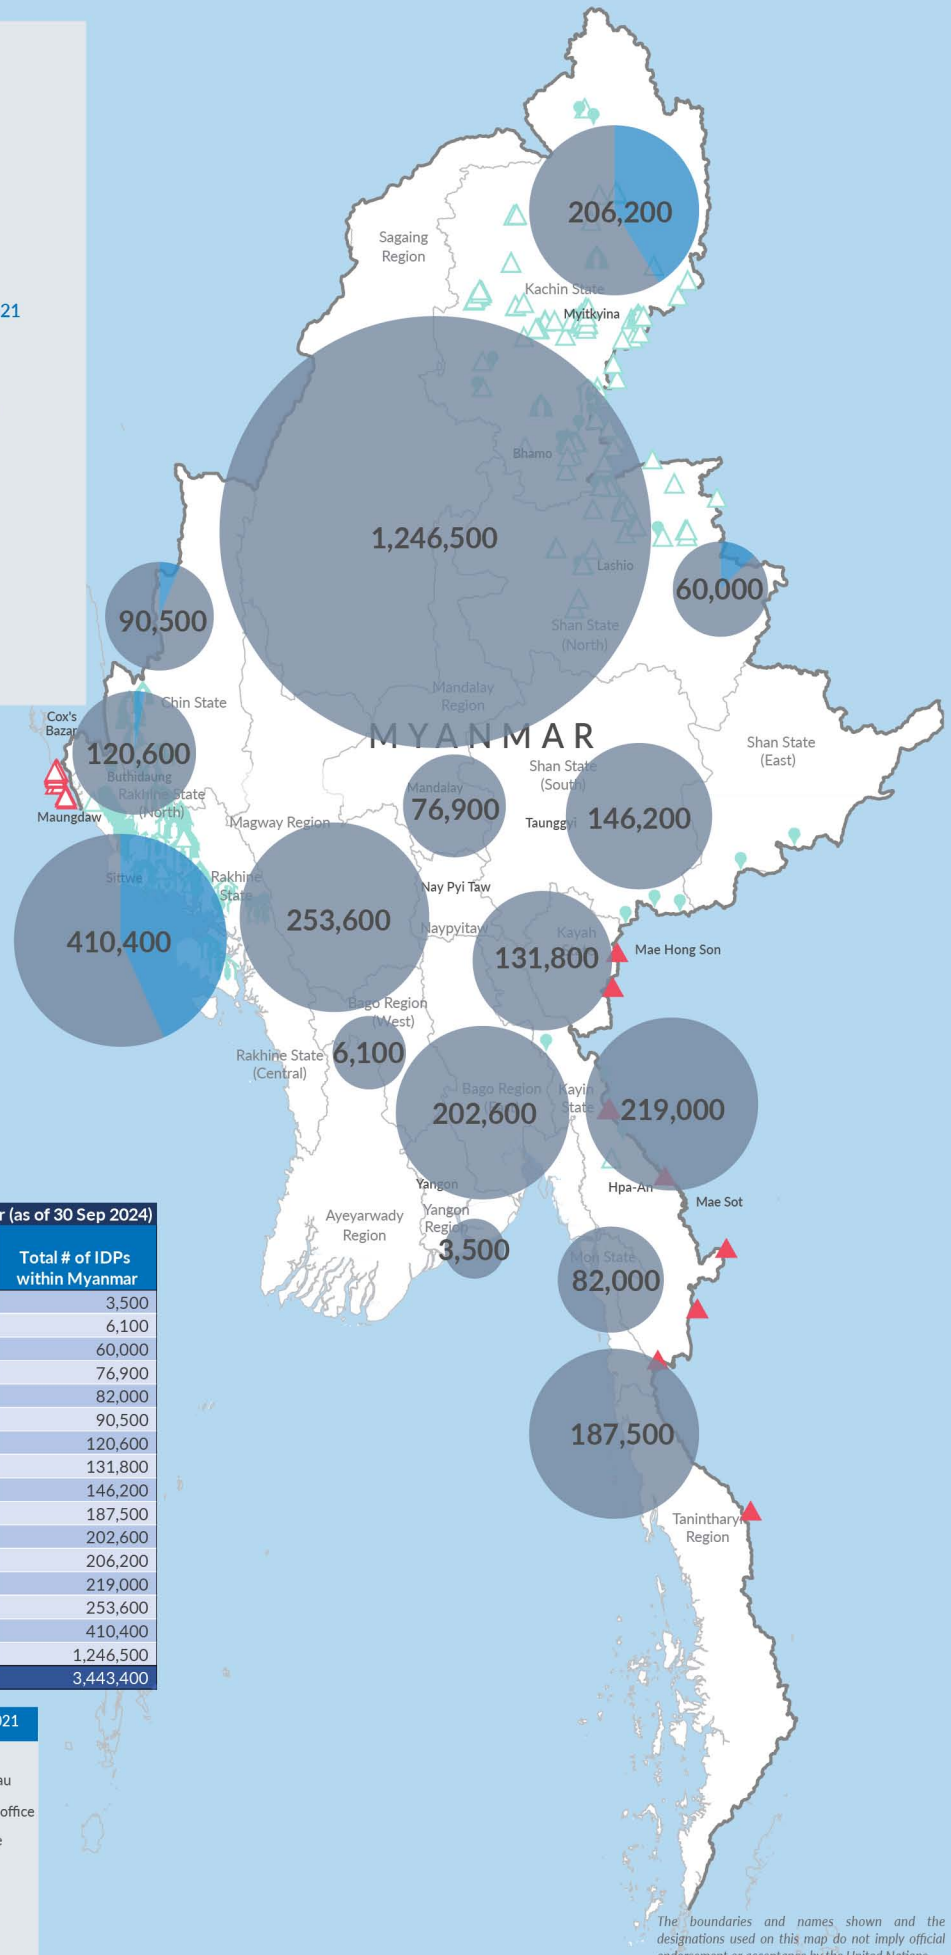 21
206,200
Sagaing
Region
Kachin State
Myitkyina
1,246,500
Bhamo
Lashio
60,000
90,500
Shan State
(North)
Mandalay
Region
Chin State
Cox's
Bazar
MYANMAR
120,600
Buthidaung
Rakhine State
(North)
Maungdaw
Shan State
(East)
Shan State
(South)
Mandalay
76,900
Taunggyi
146,200
Magway Region
Sittwe
Rakhine
State
Nay Pyi Taw
253,600
Naypyitaw
410,400
Kayah
131,800
Mae Hong Son
Bago Region
(West)
6,100
Rakhine State
(Central)
Bago Region
202,600
Kayin
State
219,000
Hpa-An
Mae Sot
Yangon
Yangon
Region
Ayeyarwady
Region
3,500
Mon State
82,000
187,500
Tanintharyi
Region
r (as of 30 Sep 2024)
Total # of IDPs
within Myanmar
3,500
6,100
60,000
76,900
82,000
90,500
120,600
131,800
146,200
187,500
202,600
206,200
219,000
253,600
410,400
1,246,500
3,443,400
021
au
office
e
The boundaries and names shown and the
designations used on this map do not imply official
endorsement or acceptance by the United Nations.